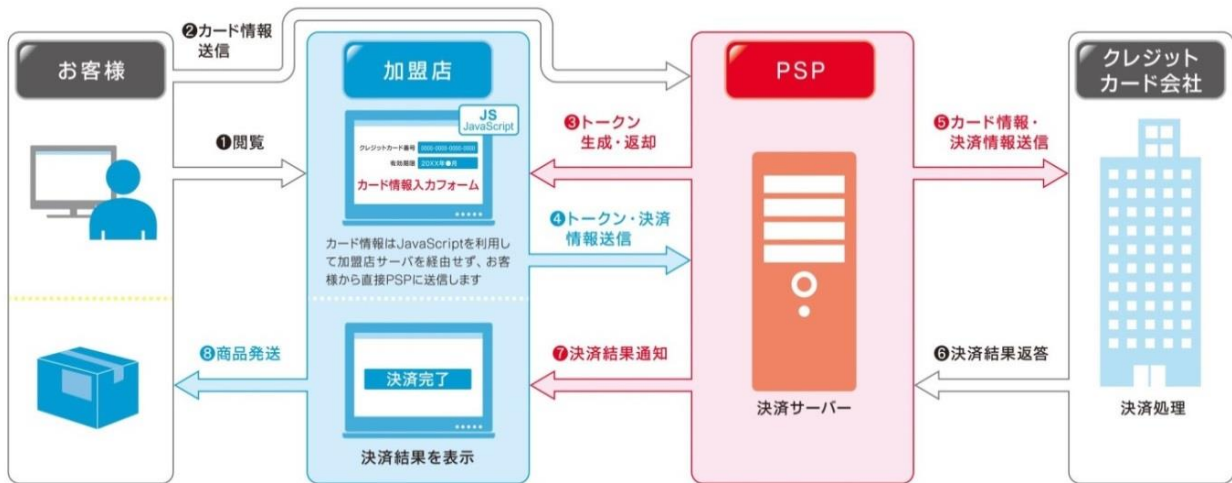 お客様
❷カード情報
送信
加盟店
PSP
クレジット
カード会社
❶閲覧
JS
JavaScript
クレジットカード番号 0000-0000-0000-0000
有効期限 20XX年●月
カード情報入力フォーム
カード情報はJavaScriptを利用し
て加盟店サーバを経由せず、お客
様から直接PSPに送信します
❸トークン
生成・返却
❹トークン・決済
情報送信
❺カード情報・
決済情報送信
❽商品発送
決済完了
決済結果を表示
❼決済結果通知
決済サーバー
❻決済結果返答
決済処理